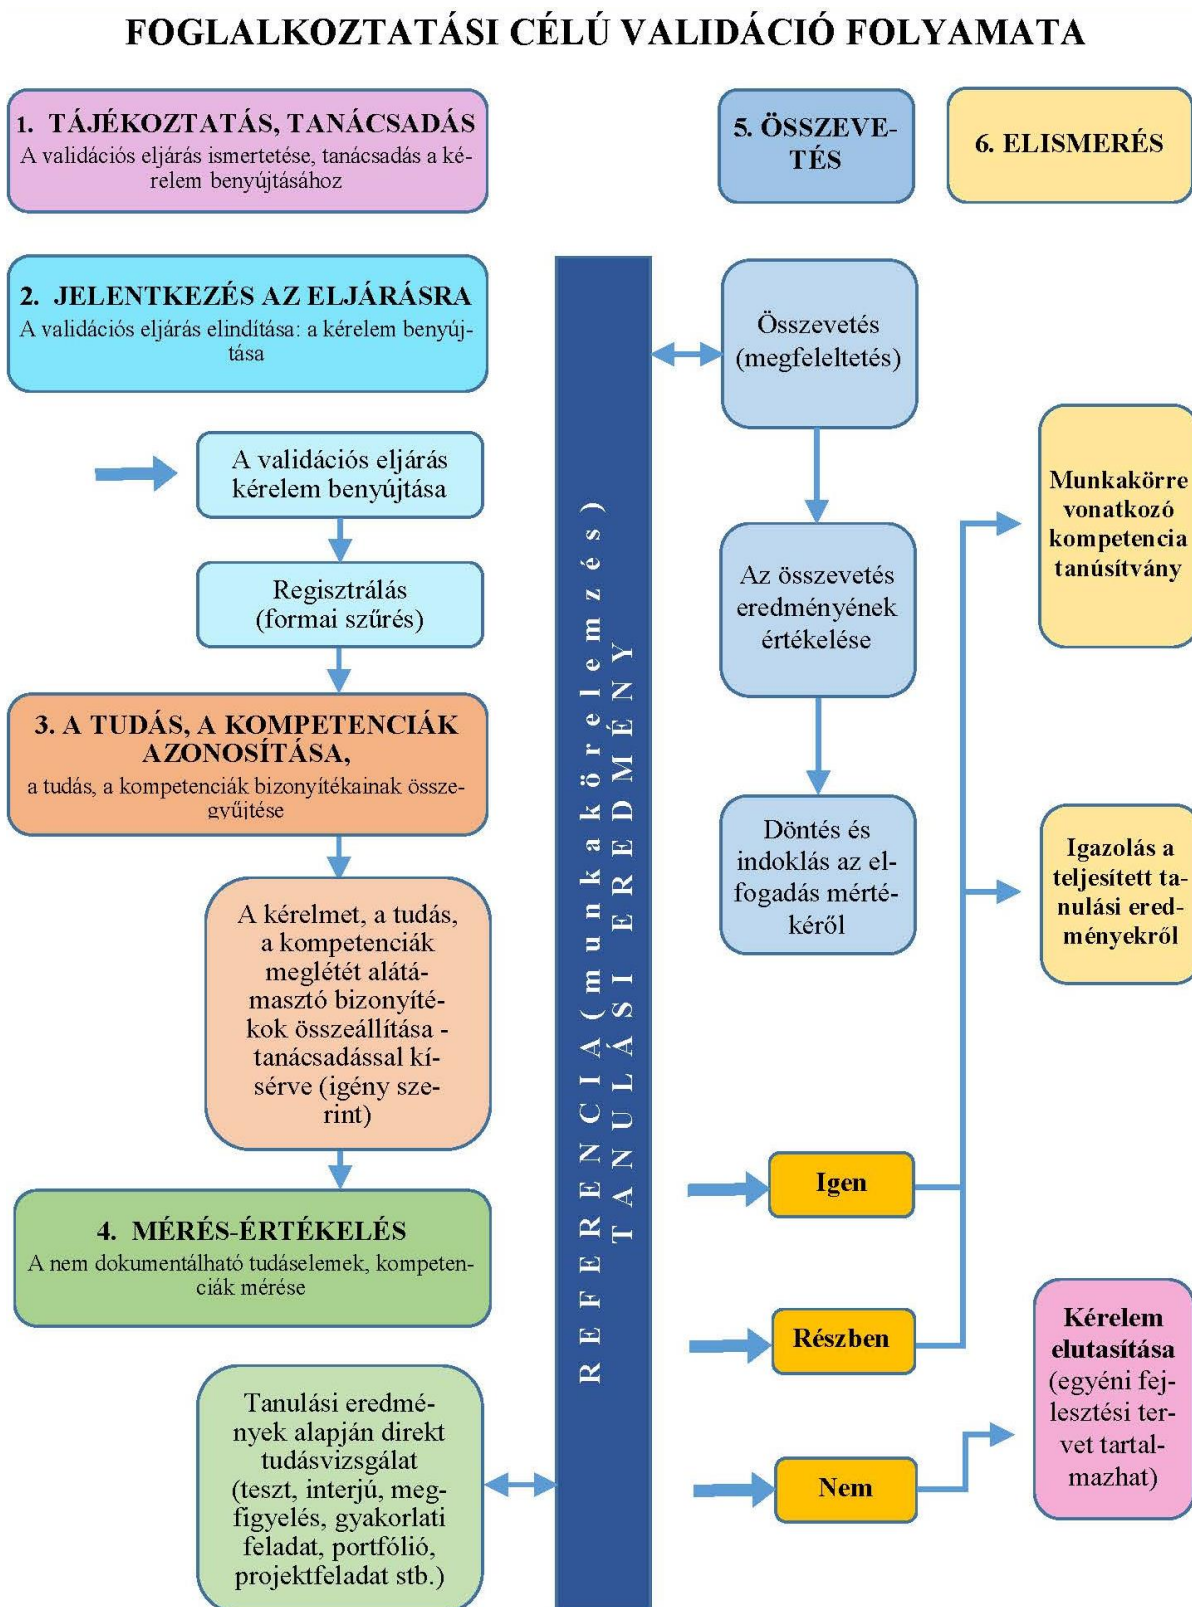 FOGLALKOZTATÁSI CÉLÚ VALIDÁCIÓ FOLYAMATA
1. TÁJÉKOZTATÁS, TANÁCSADÁS
A validációs eljárás ismertetése, tanácsadás a ké-
relem benyújtásához
2. JELENTKEZÉS AZ ELJÁRÁSRA
A validációs eljárás elindítása: a kérelem benyúj-
tása
A validációs eljárás
kérelem benyújtása
Regisztrálás
(formai szűrés)
3. A TUDÁS, A KOMPETENCIÁK
AZONOSÍTÁSA,
a tudás, a kompetenciák bizonyítékainak össze-
gyűjtése
A kérelmet, a tudás,
a kompetenciák
meglétét alátá-
masztó bizonyíté-
kok összeállítása -
tanácsadással kí-
sérve (igény sze-
rint)
4. MÉRÉS-ÉRTÉKELÉS
A nem dokumentálható tudáselemek, kompeten-
ciák mérése
Tanulási eredmé-
nyek alapján direkt
tudásvizsgálat
(teszt, interjú, meg-
figyelés, gyakorlati
feladat, portfólió,
projektfeladat stb.)
REFERENCIA (munkakörelemzés)
TANULÁSI EREDMÉNY
5. ÖSSZEVE-
TÉS
Összevetés
(megfeleltetés)
Az összevetés
eredményének
értékelése
Döntés és
indoklás az el-
fogadás mérté-
kéről
Igen
Részben
Nem
6. ELISMERÉS
Munkakörre
vonatkozó
kompetencia
tanúsítvány
Igazolás a
teljesített ta-
nulási ered-
ményekről
Kérelem
elutasítása
(egyéni fej-
lesztési ter-
vet tartal-
mazhat)